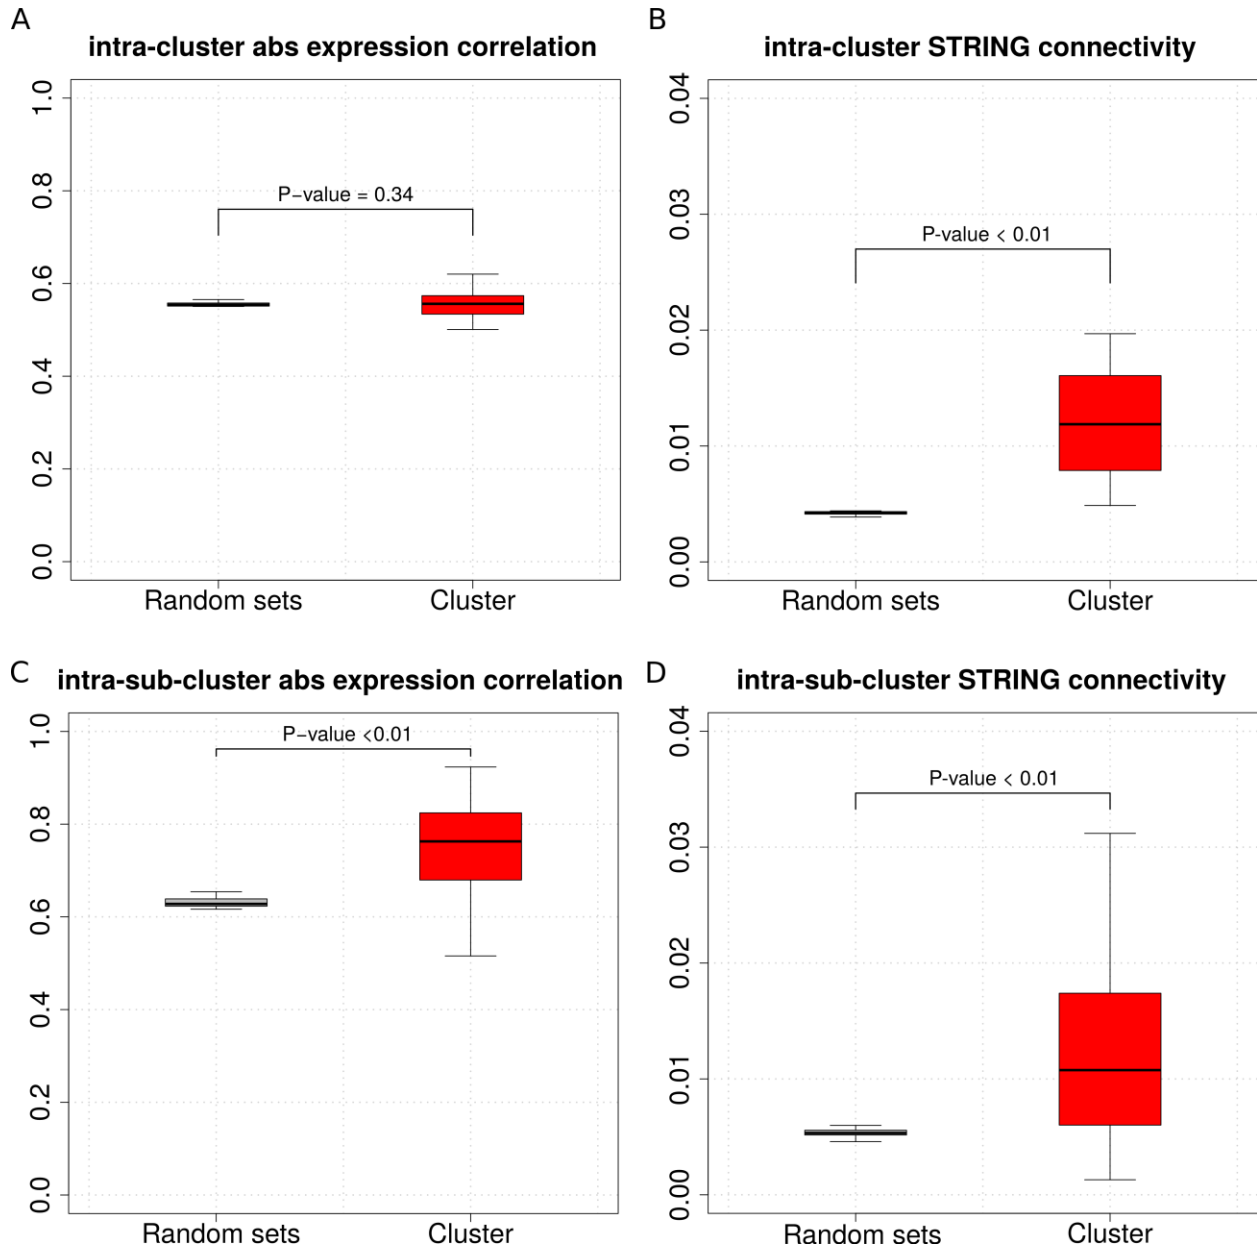 A
intra-cluster abs expression correlation
1.0
0.8
0.6
0.4
0.2
0.0
P−value = 0.34
Random sets
Cluster
B
intra-cluster STRING connectivity
0.04
0.03
0.02
0.01
0.00
P-value < 0.01
Random sets
Cluster
C
intra-sub-cluster abs expression correlation
1.0
0.8
0.6
0.4
0.2
0.0
P−value <0.01
Random sets
Cluster
D
intra-sub-cluster STRING connectivity
0.04
0.03
0.02
0.01
0.00
P-value < 0.01
Random sets
Cluster